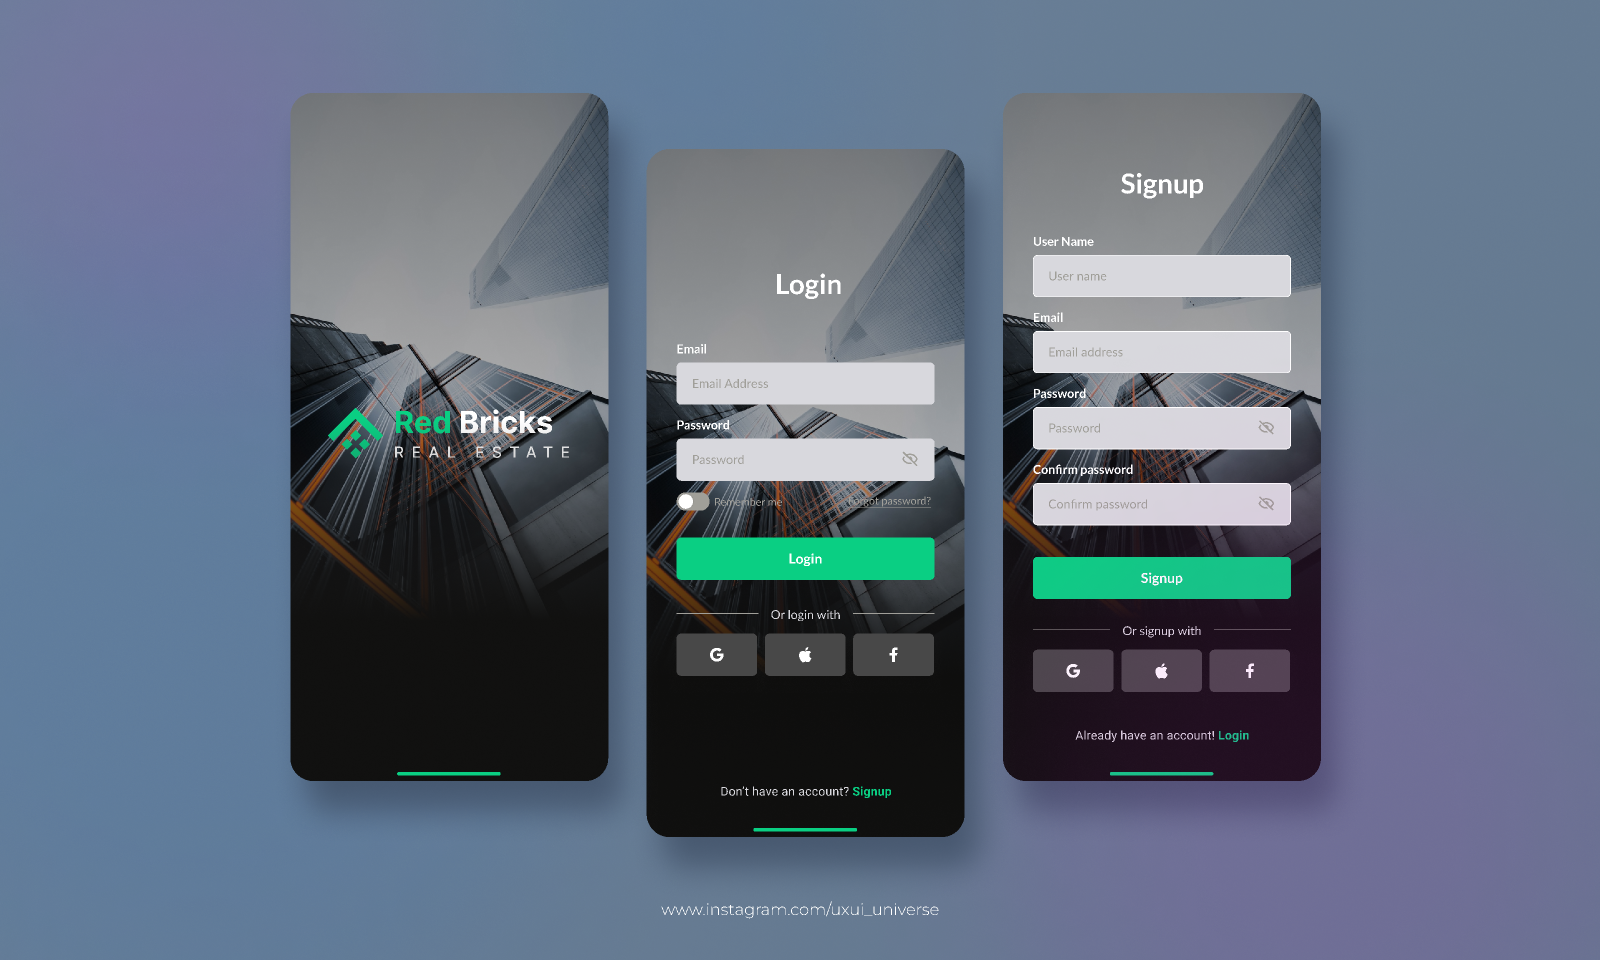 Red Bricks
REAL ESTATE
Login
Email
Email Address
Password
Password
Remember me
Forgot password?
Login
Or login with
Don't have an account? Signup
Signup
User Name
User name
Email
Email address
Password
Password
Confirm password
Confirm password
Signup
Or signup with
Already have an account! Login
www.instagram.com/uxui_universe